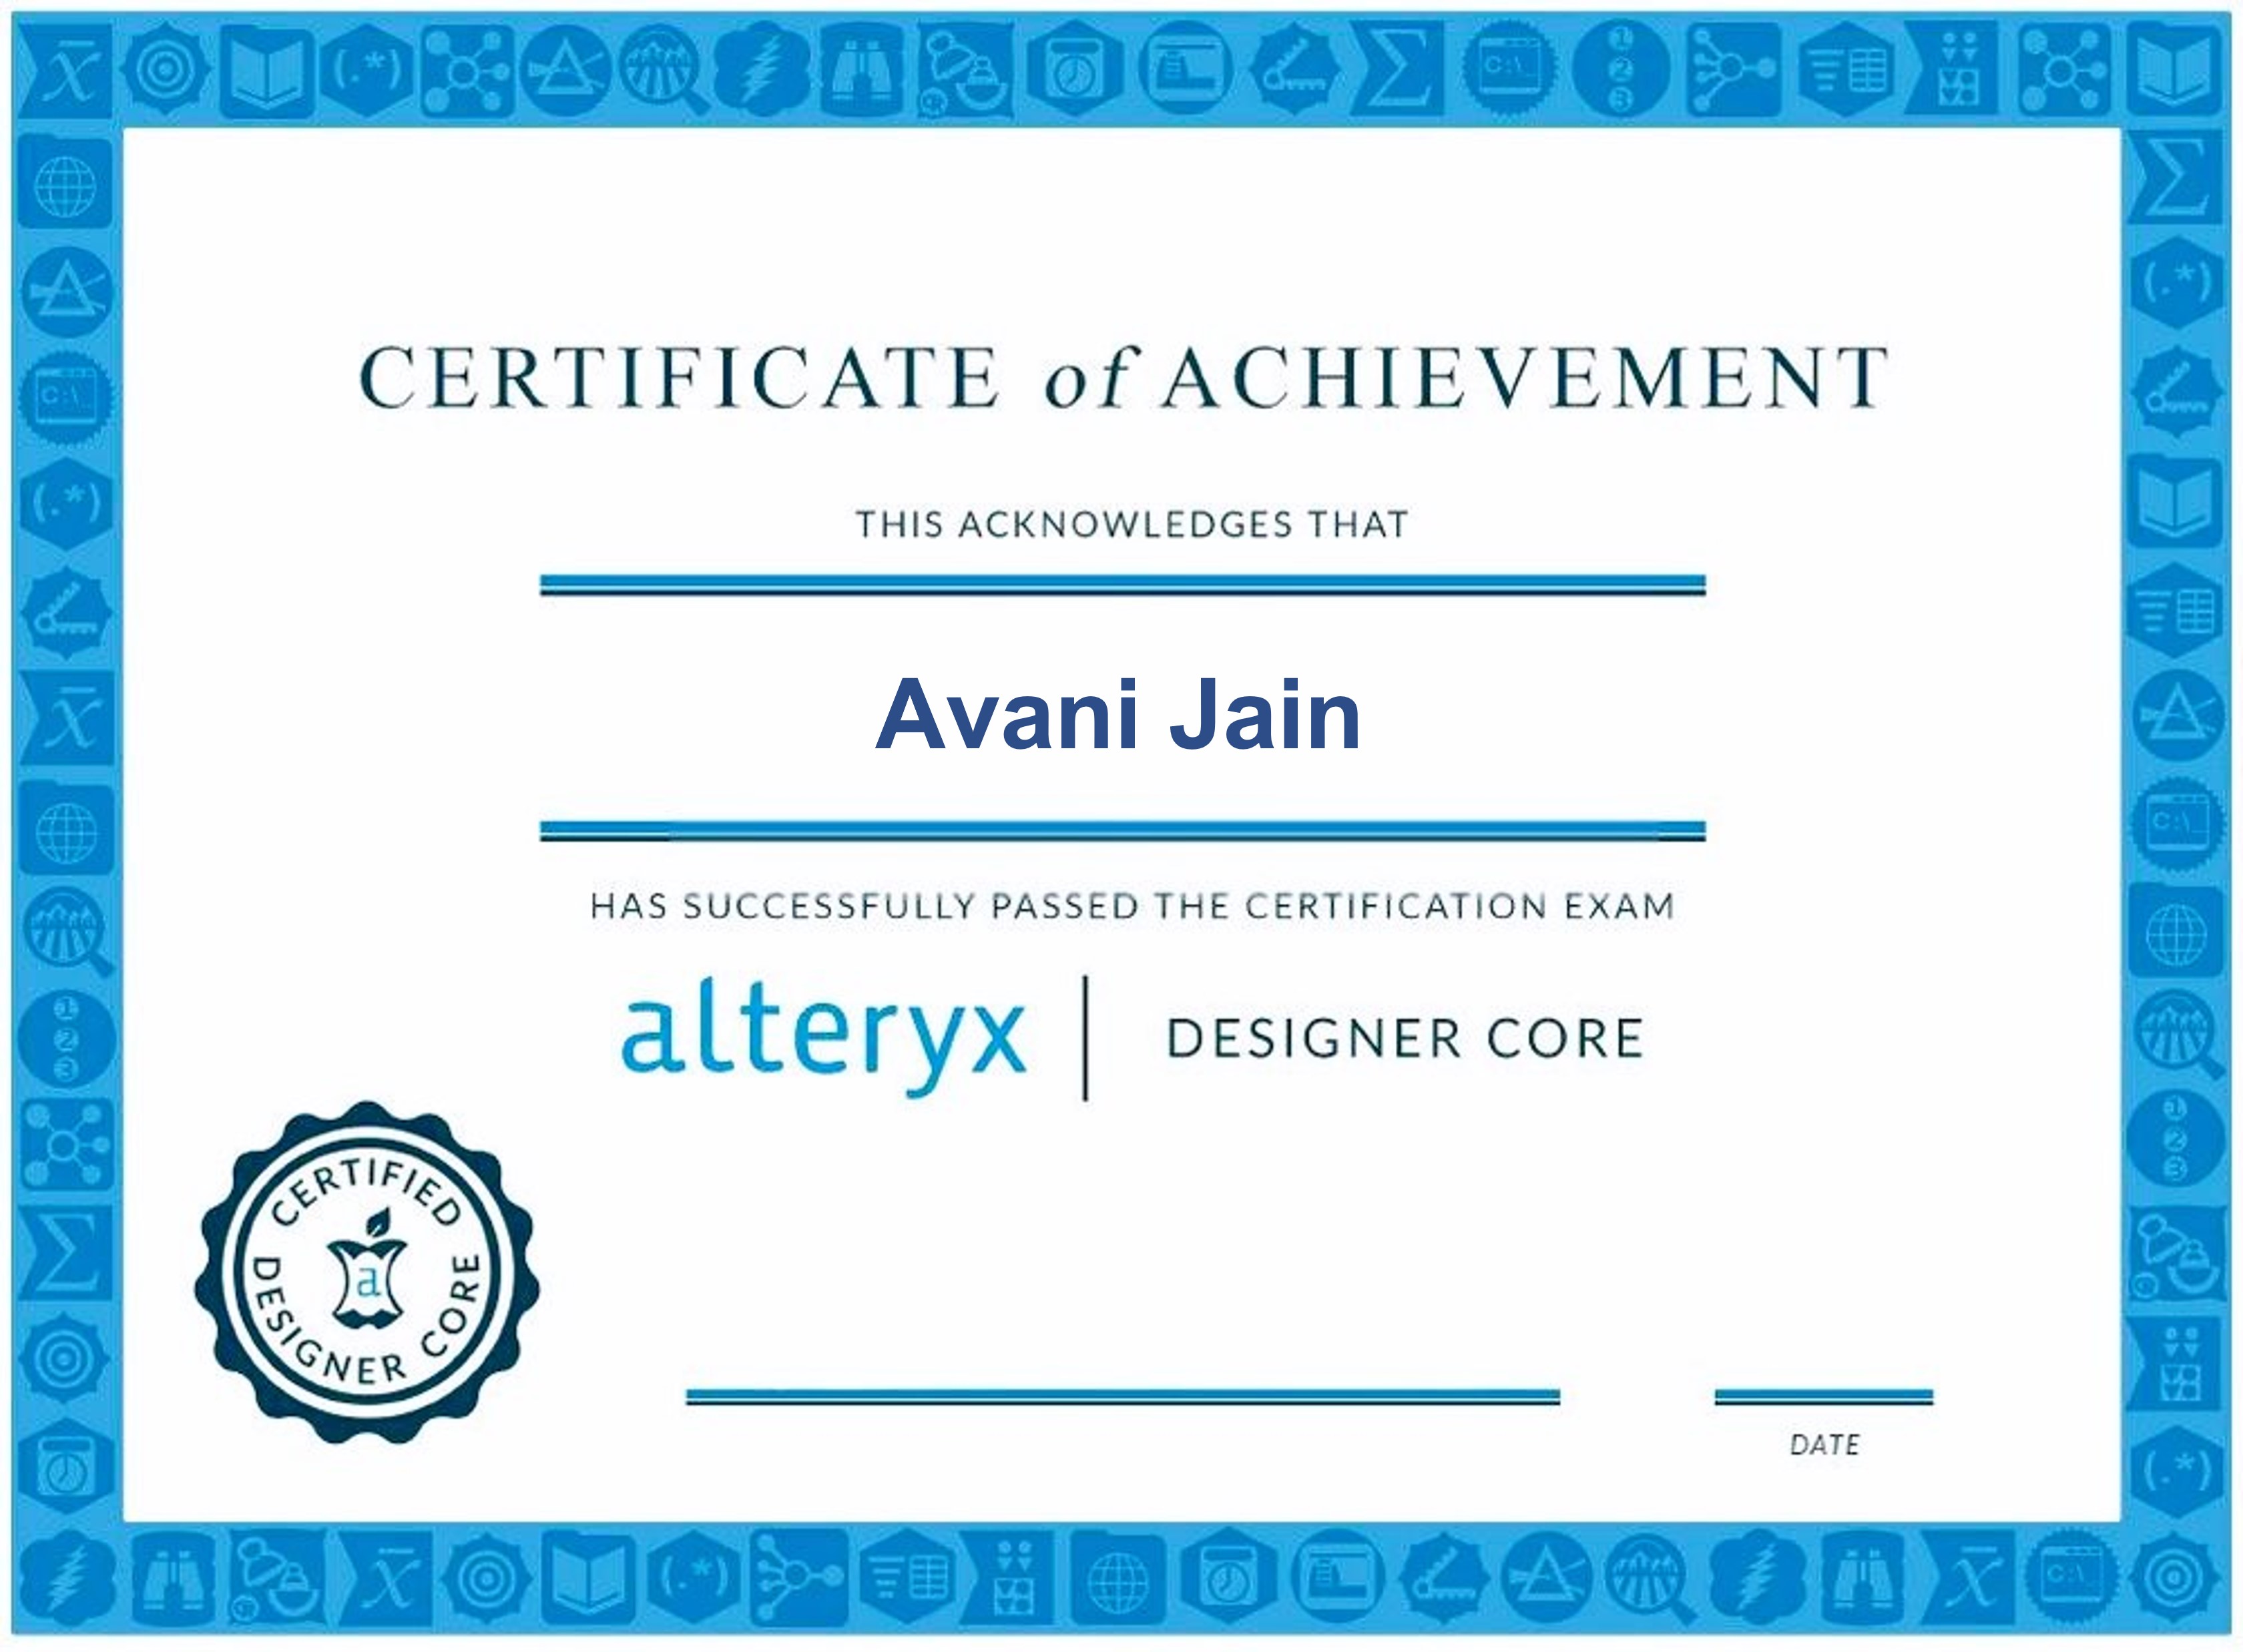 CERTIFICATE of ACHIEVEMENT
THIS ACKNOWLEDGES THAT
Avani Jain
HAS SUCCESSFULLY PASSED THE CERTIFICATION EXAM
alteryx | DESIGNER CORE
CERTIFIED
a
DESIGNER CORE
DATE